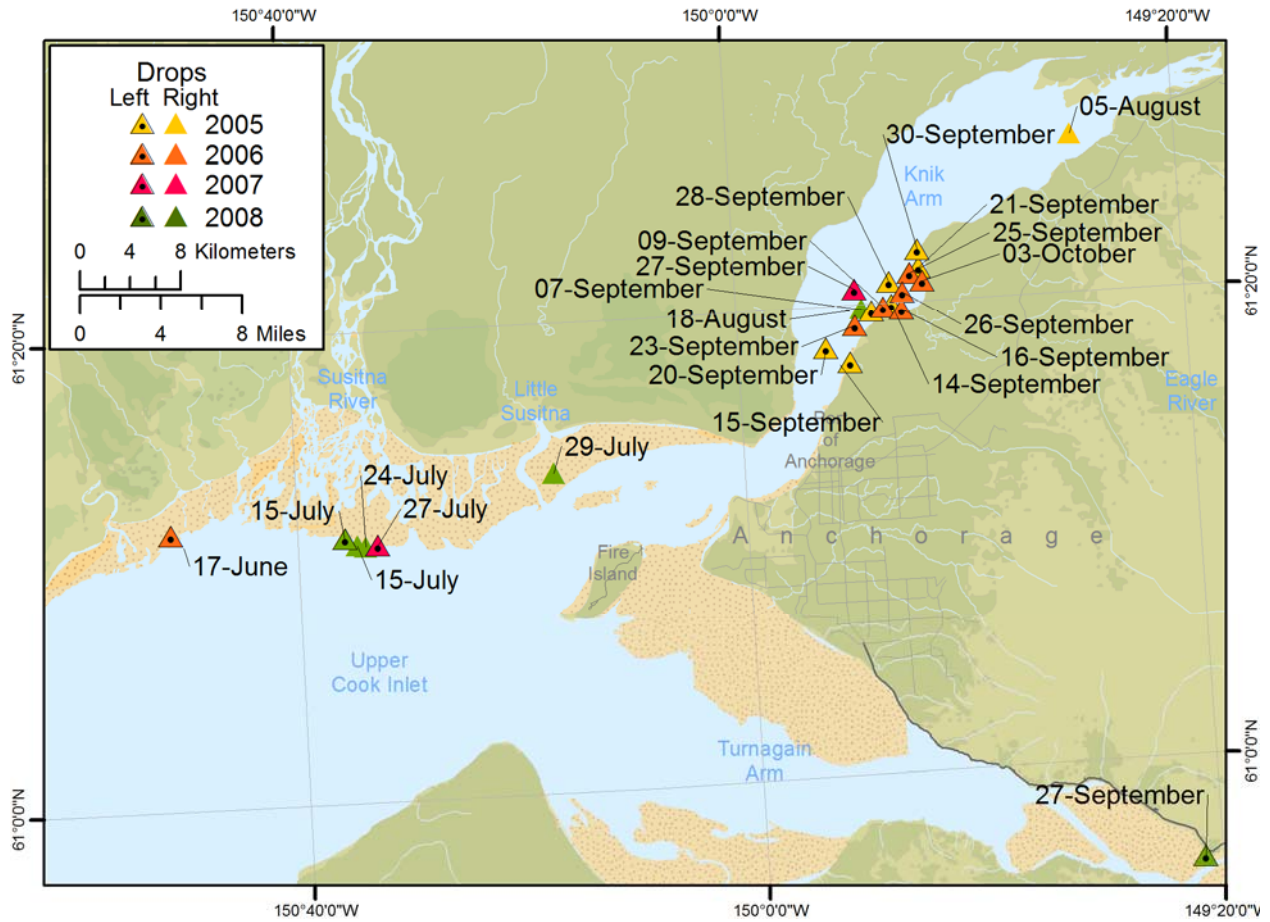 150°40'0"W
150°0'0"W
149°20'0"W
Drops
Left Right
2005
2006
2007
2008
0 4 8 Kilometers
0 4 8 Miles
05-August
30-September
Knik
Arm
28-September
21-September
25-September
03-October
09-September
27-September
07-September
18-August
26-September
23-September
16-September
20-September
14-September
15-September
61°20'0"N
61°20'0"N
Susitna
River
Little
Susitna
Eagle
River
Port
of
Anchorage
29-July
24-July
15-July
27-July
17-June
15-July
Anchorage
Fire
Island
Upper
Cook Inlet
Turnagain
Arm
27-September
61°0'0"N
61°0'0"N
150°40'0"W
150°0'0"W
149°20'0"W